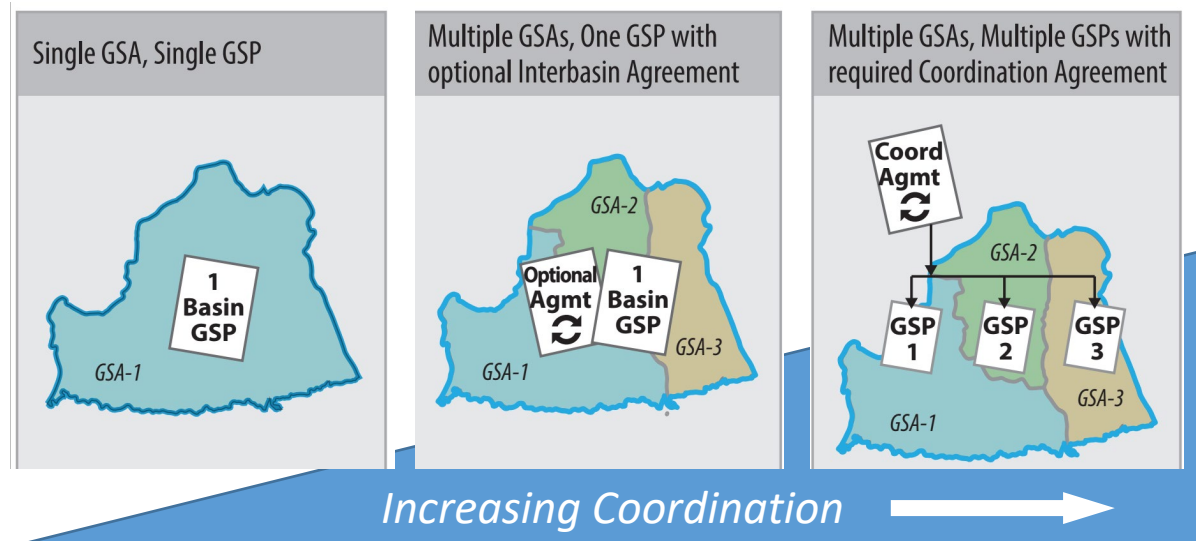 Single GSA, Single GSP
1
Basin
GSP
GSA-1
Multiple GSAs, One GSP with
optional Interbasin Agreement
GSA-2
Optional
Agmt
1
Basin
GSP
GSA-3
GSA-1
Multiple GSAs, Multiple GSPs with
required Coordination Agreement
Coord
Agmt
GSA-2
GSP
1
GSP
2
GSP
3
GSA-3
GSA-1
Increasing Coordination